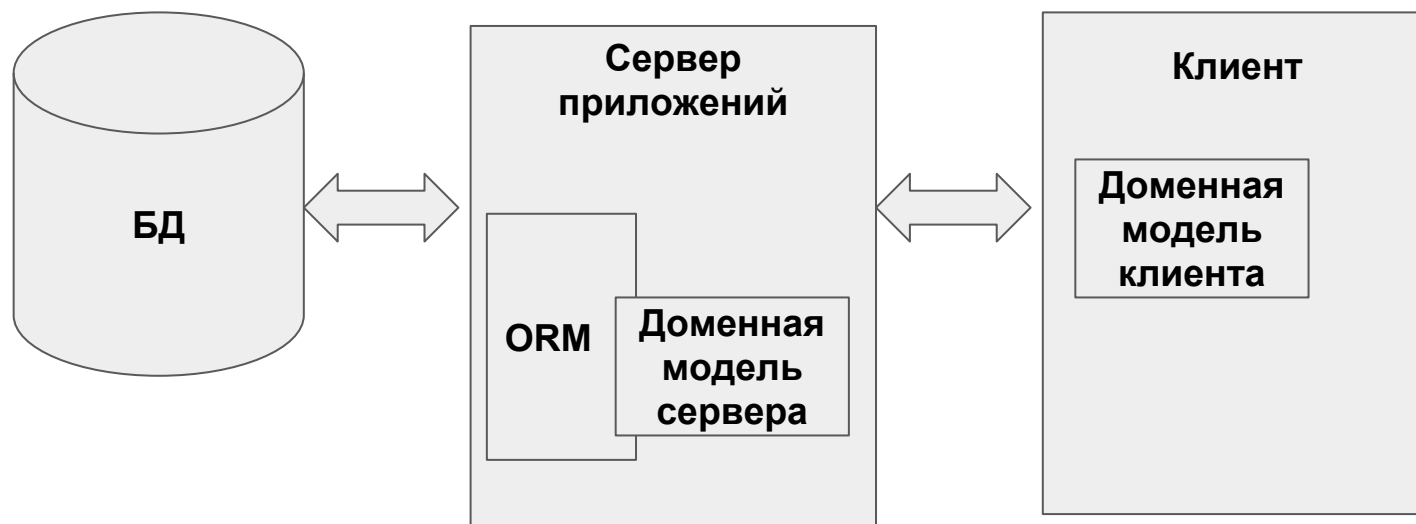 БД
Сервер
приложений
ORM
Доменная
модель
сервера
Клиент
Доменная
модель
клиента